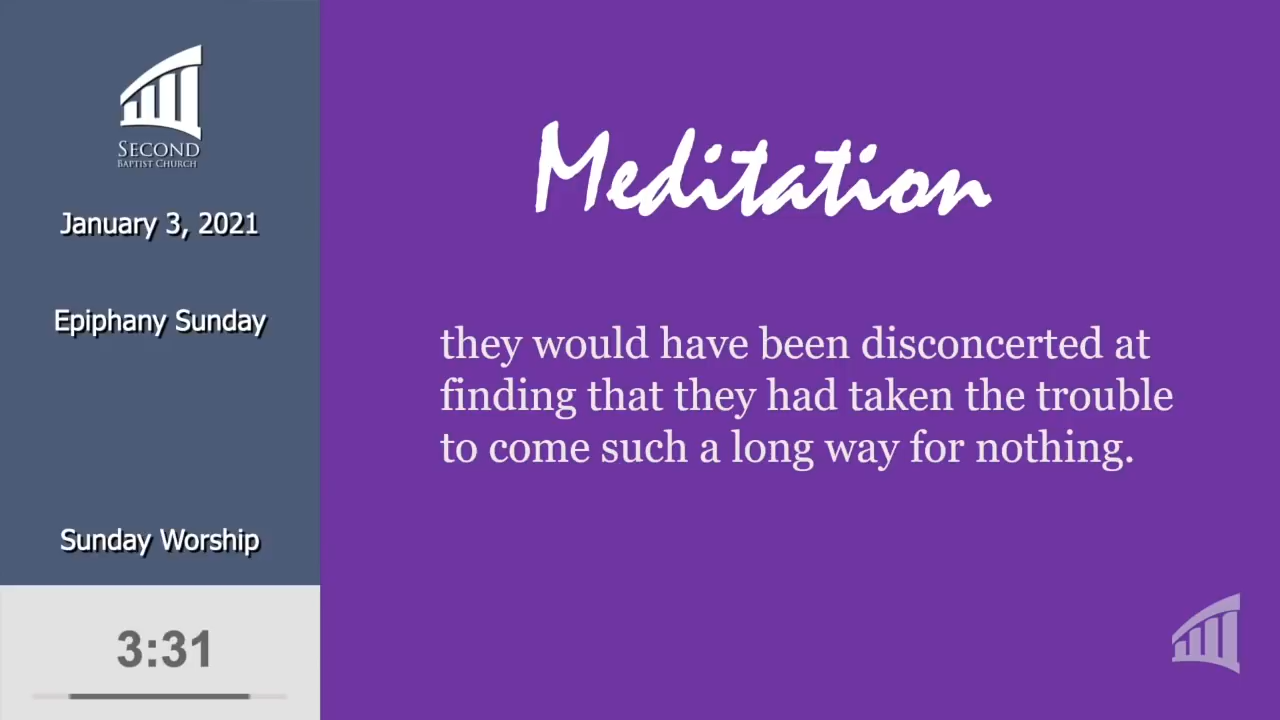 SECOND
BAPTIST CHURCH
January 3, 2021
Epiphany Sunday
Sunday Worship
3:31
Meditation
they would have been disconcerted at
finding that they had taken the trouble
to come such a long way for nothing.